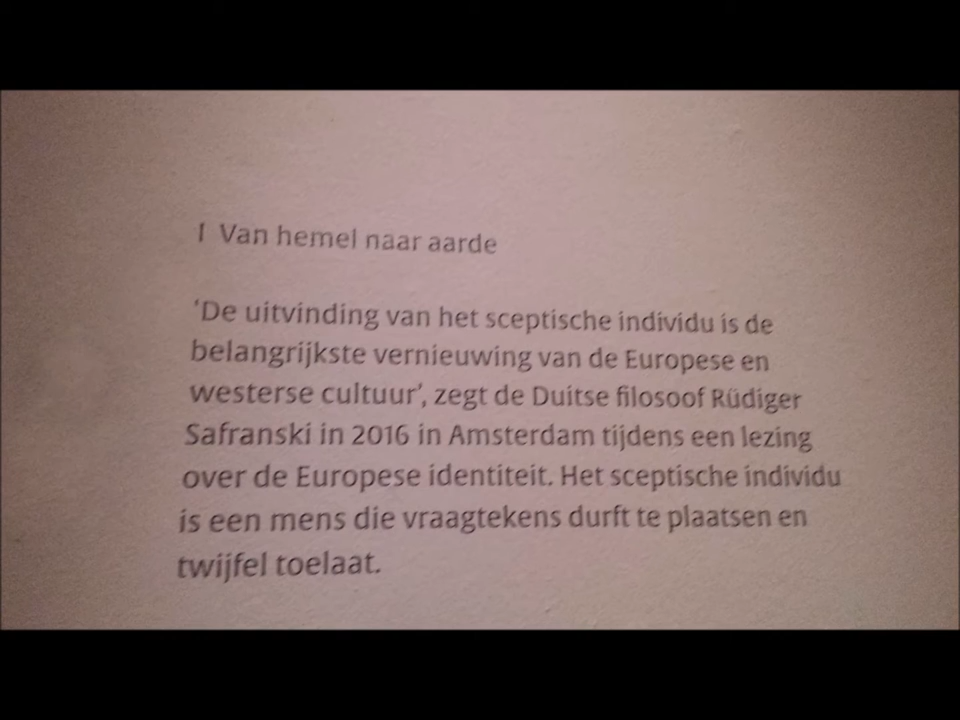 I Van hemel naar aarde
'De uitvinding van het sceptische individu is de
belangrijkste vernieuwing van de Europese en
westerse cultuur', zegt de Duitse filosoof Rüdiger
Safranski in 2016 in Amsterdam tijdens een lezing
over de Europese identiteit. Het sceptische individu
is een mens die vraagtekens durft te plaatsen en
twijfel toelaat.